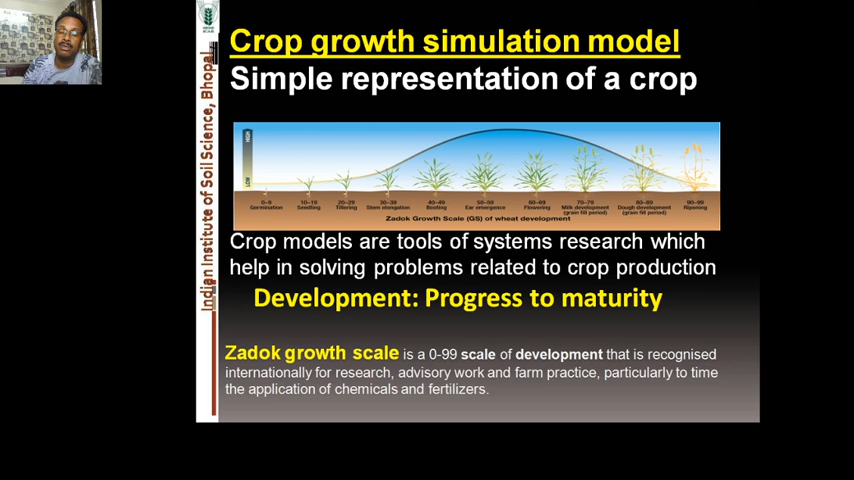 Crop growth simulation model
Simple representation of a crop
Indian Institute of Soil Science, Bhopal
HIGH
LOW
0–9 10–19 20–29 30–39 40–49 50–59 60–69 70–79 80–89 90–99
Germination Seedling Tillering Stem elongation Booting Ear emergence Flowering Milk development (grain fill period) Dough development (grain fill period) Ripening
Zadok Growth Scale (GS) of wheat development
Crop models are tools of systems research which
help in solving problems related to crop production
Development: Progress to maturity
Zadok growth scale is a 0-99 scale of development that is recognised
internationally for research, advisory work and farm practice, particularly to time
the application of chemicals and fertilizers.